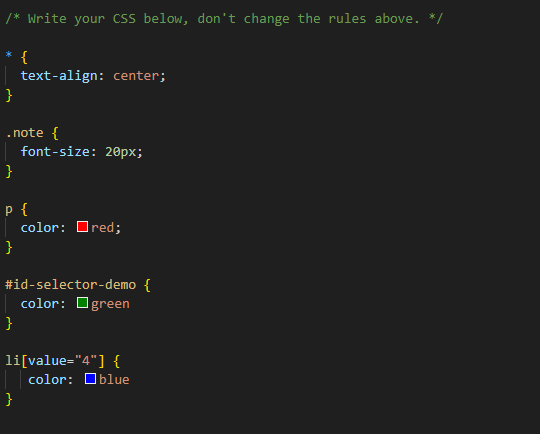 /* Write your CSS below, don't change the rules above. */
* {
  text-align: center;
}
.note {
  font-size: 20px;
}
p {
  color: red;
}
#id-selector-demo {
  color: green
}
li[value="4"] {
   color: blue
}